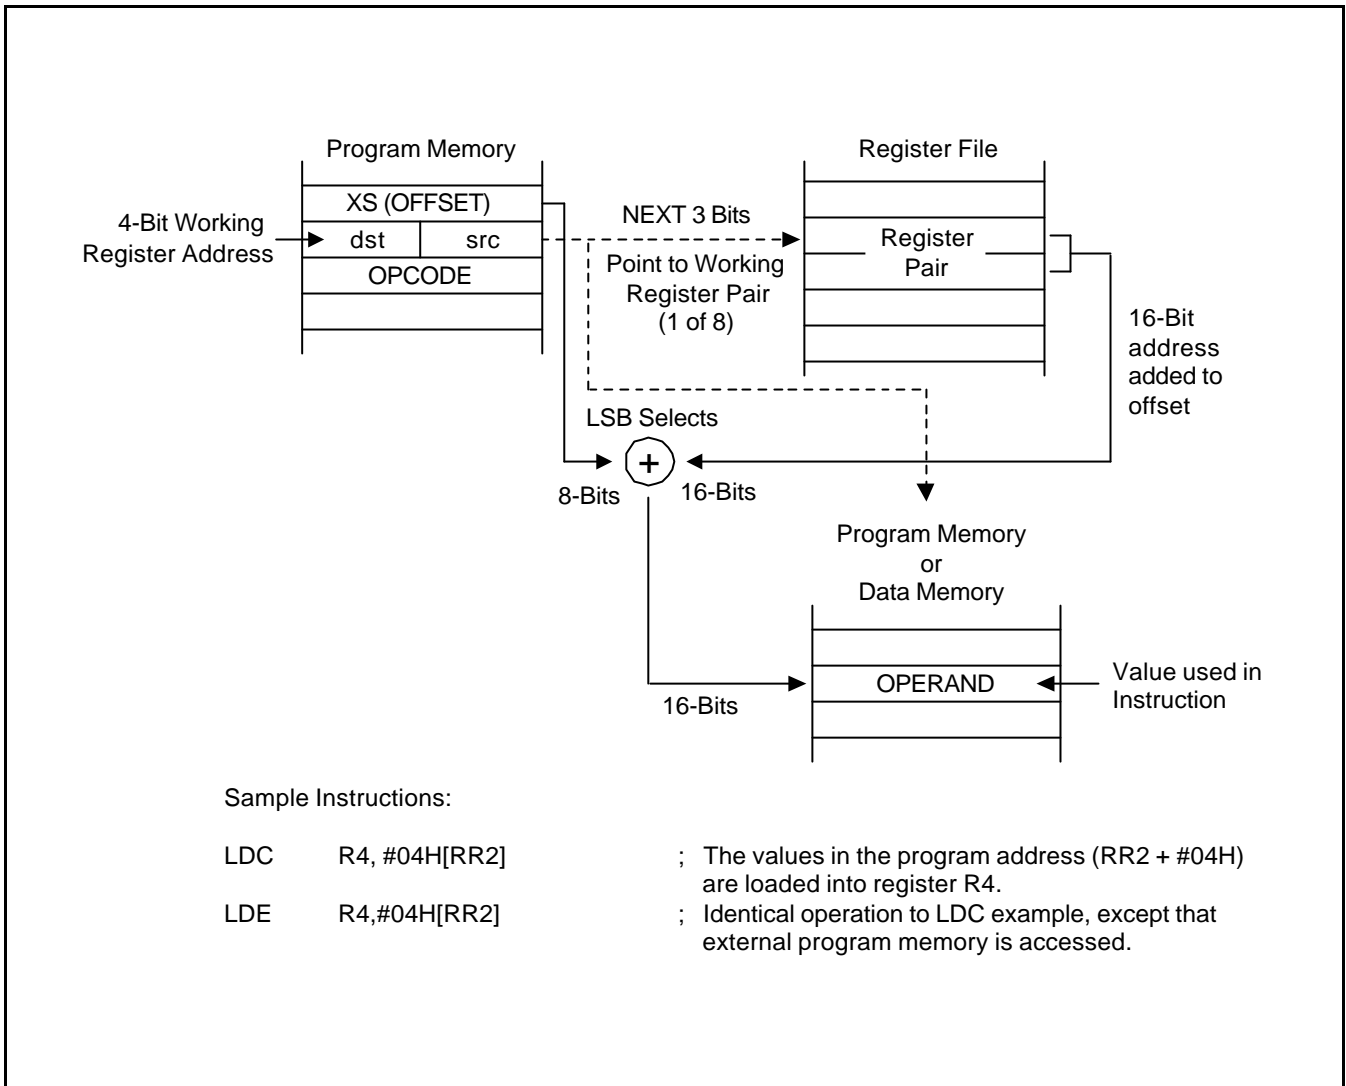 Program Memory
Register File
XS (OFFSET)
4-Bit Working
Register Address
dst
src
OPCODE
NEXT 3 Bits
Point to Working
Register Pair
(1 of 8)
Register
Pair
16-Bit
address
added to
offset
LSB Selects
+
8-Bits
16-Bits
Program Memory
or
Data Memory
OPERAND
16-Bits
Value used in
Instruction
Sample Instructions:
LDC R4, #04H[RR2] ; The values in the program address (RR2 + #04H)
are loaded into register R4.
LDE R4,#04H[RR2] ; Identical operation to LDC example, except that
external program memory is accessed.